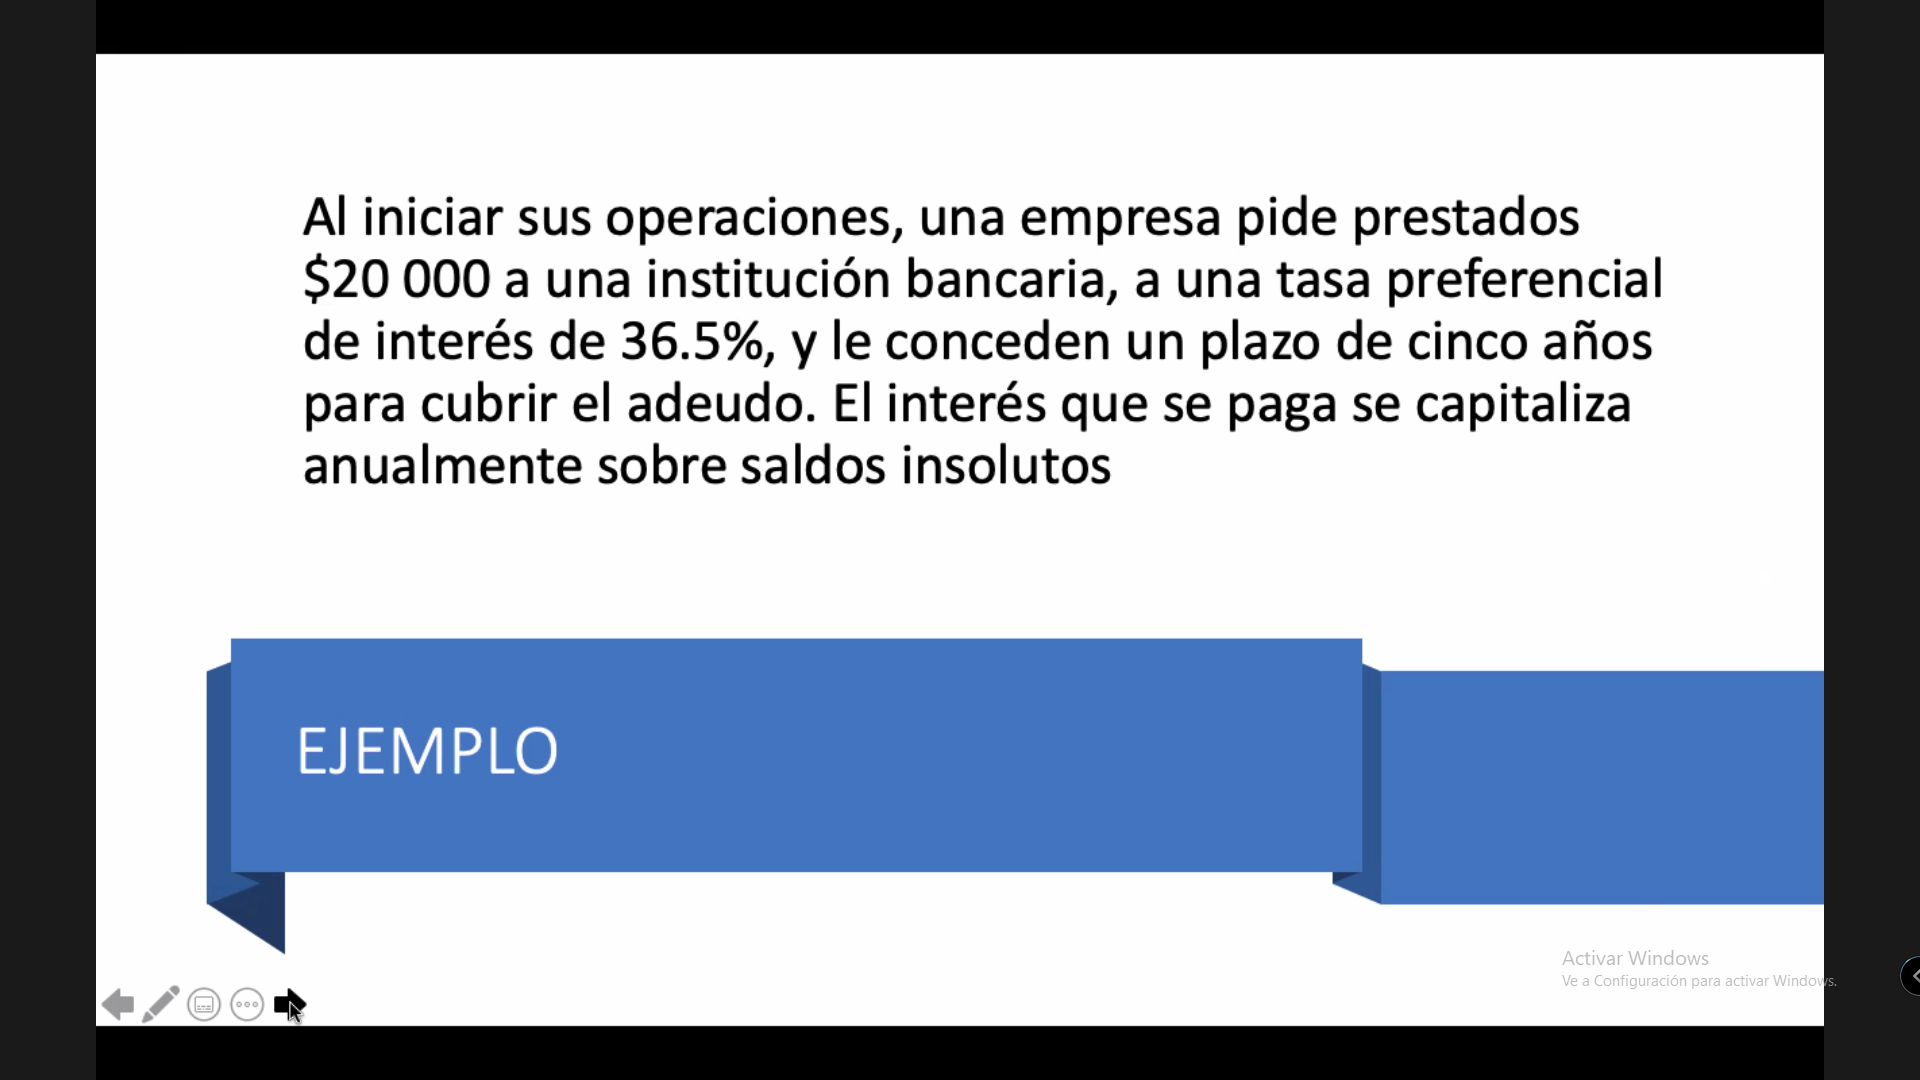 Al iniciar sus operaciones, una empresa pide prestados
$20 000 a una institución bancaria, a una tasa preferencial
de interés de 36.5%, y le conceden un plazo de cinco años
para cubrir el adeudo. El interés que se paga se capitaliza
anualmente sobre saldos insolutos
EJEMPLO
Activar Windows
Ve a Configuración para activar Windows.